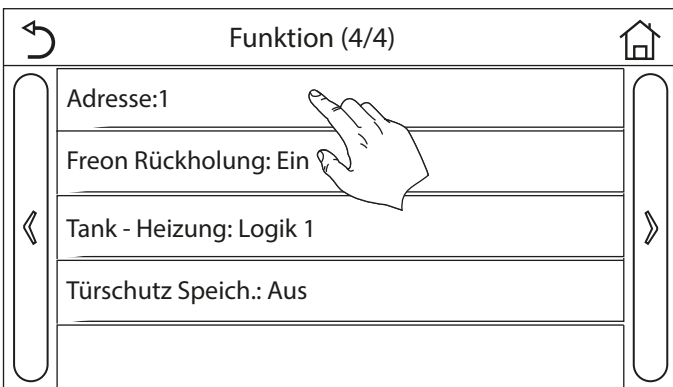 Funktion (4/4)
Adresse:1
Freon Rückholung: Ein
Tank - Heizung: Logik 1
Türschutz Speich.: Aus